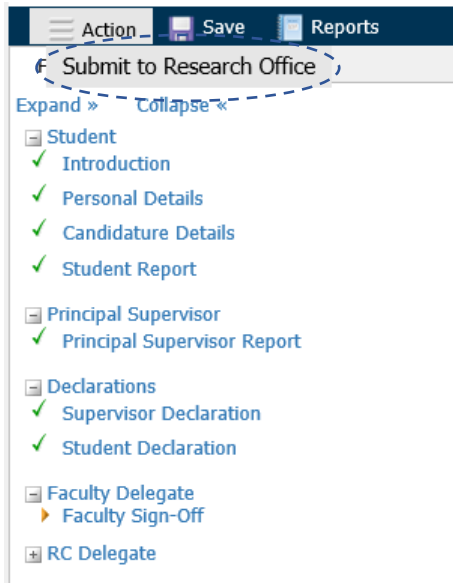 Action Save Reports
Submit to Research Office
Expand » Collapse «
Student
Introduction
Personal Details
Candidature Details
Student Report
Principal Supervisor
Principal Supervisor Report
Declarations
Supervisor Declaration
Student Declaration
Faculty Delegate
Faculty Sign-Off
RC Delegate